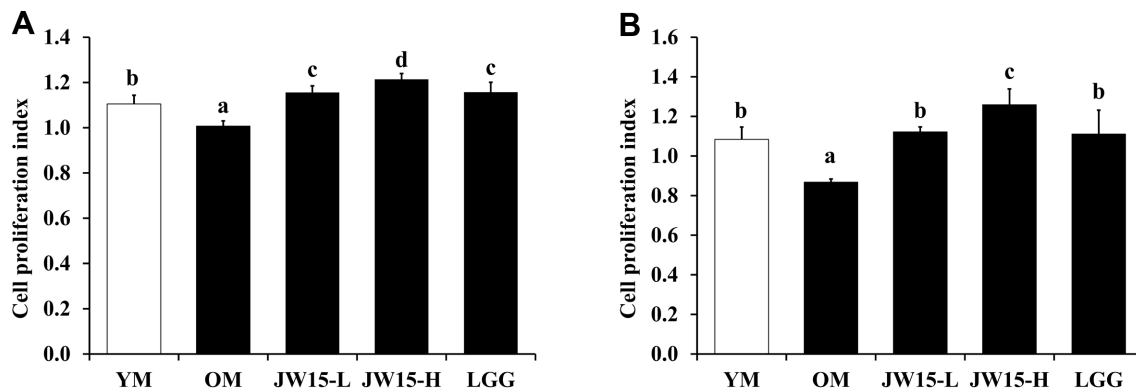 A
Cell proliferation index
1.4
1.2
1.0
0.8
0.6
0.4
0.2
0.0
b
a
c
d
c
YM OM JW15-L JW15-H LGG
B
Cell proliferation index
1.6
1.4
1.2
1.0
0.8
0.6
0.4
0.2
0.0
b
a
b
c
b
YM OM JW15-L JW15-H LGG